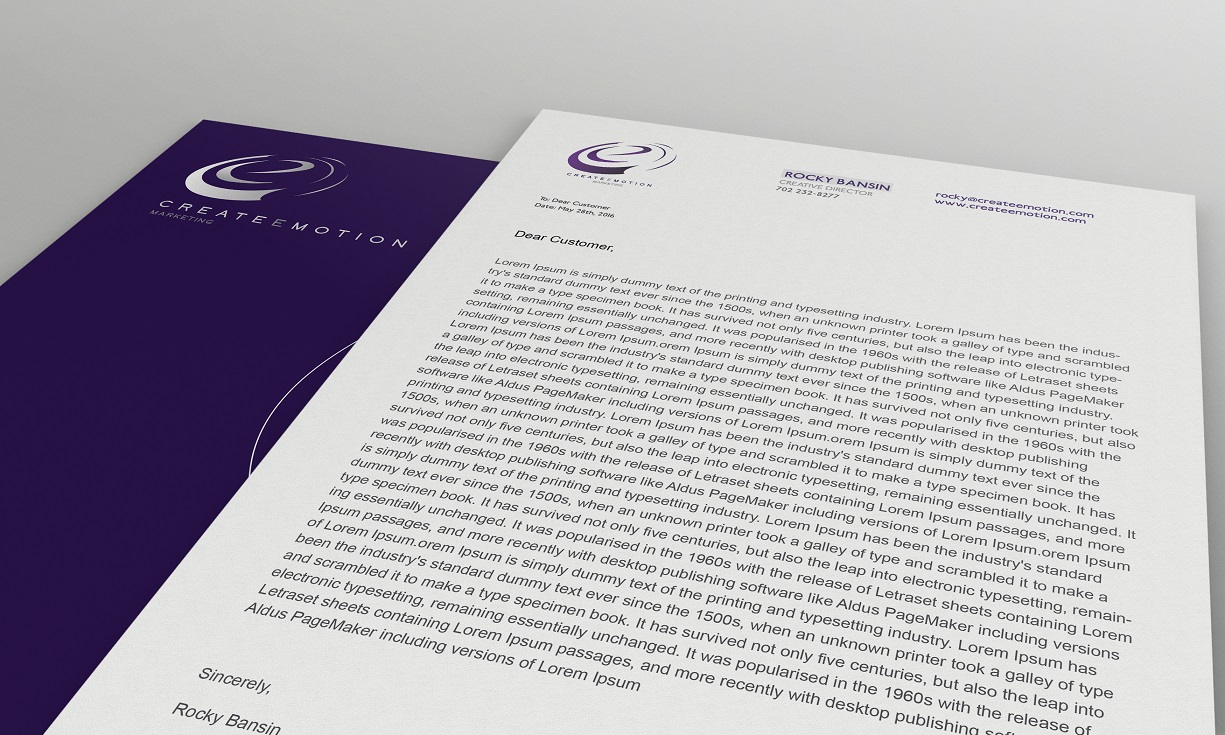 CREATEEMOTION
MARKETING
CREATEEMOTION
MARKETING
ROCKY BANSIN
CREATIVE DIRECTOR
702 232-8277
rocky@createemotion.com
www.createemotion.com
To: Dear Customer
Date: May 28th, 2016
Dear Customer,
Lorem Ipsum is simply dummy text of the printing and typesetting industry. Lorem Ipsum has been the indus-
try's standard dummy text ever since the 1500s, when an unknown printer took a galley of type and scrambled
it to make a type specimen book. It has survived not only five centuries, but also the leap into electronic type-
setting, remaining essentially unchanged. It was popularised in the 1960s with the release of Letraset sheets
containing Lorem Ipsum passages, and more recently with desktop publishing software like Aldus PageMaker
including versions of Lorem Ipsum.orem Ipsum is simply dummy text of the printing and typesetting industry.
Lorem Ipsum has been the industry's standard dummy text ever since the 1500s, when an unknown printer took
a galley of type and scrambled it to make a type specimen book. It has survived not only five centuries, but also
the leap into electronic typesetting, remaining essentially unchanged. It was popularised in the 1960s with the
release of Letraset sheets containing Lorem Ipsum passages, and more recently with desktop publishing
software like Aldus PageMaker including versions of Lorem Ipsum.orem Ipsum is simply dummy text of the
printing and typesetting industry. Lorem Ipsum has been the industry's standard dummy text ever since the
1500s, when an unknown printer took a galley of type and scrambled it to make a type specimen book. It has
survived not only five centuries, but also the leap into electronic typesetting, remaining essentially unchanged. It
was popularised in the 1960s with the release of Letraset sheets containing Lorem Ipsum passages, and more
recently with desktop publishing software like Aldus PageMaker including versions of Lorem Ipsum.orem Ipsum
is simply dummy text of the printing and typesetting industry. Lorem Ipsum has been the industry's standard
dummy text ever since the 1500s, when an unknown printer took a galley of type and scrambled it to make a
type specimen book. It has survived not only five centuries, but also the leap into electronic typesetting, remain-
ing essentially unchanged. It was popularised in the 1960s with the release of Letraset sheets containing Lorem
Ipsum passages, and more recently with desktop publishing software like Aldus PageMaker including versions
of Lorem Ipsum.orem Ipsum is simply dummy text of the printing and typesetting industry. Lorem Ipsum has
been the industry's standard dummy text ever since the 1500s, when an unknown printer took a galley of type
and scrambled it to make a type specimen book. It has survived not only five centuries, but also the leap into
electronic typesetting, remaining essentially unchanged. It was popularised in the 1960s with the release of
Letraset sheets containing Lorem Ipsum passages, and more recently with desktop publishing
Aldus PageMaker including versions of Lorem Ipsum
Sincerely,
Rocky Bansin